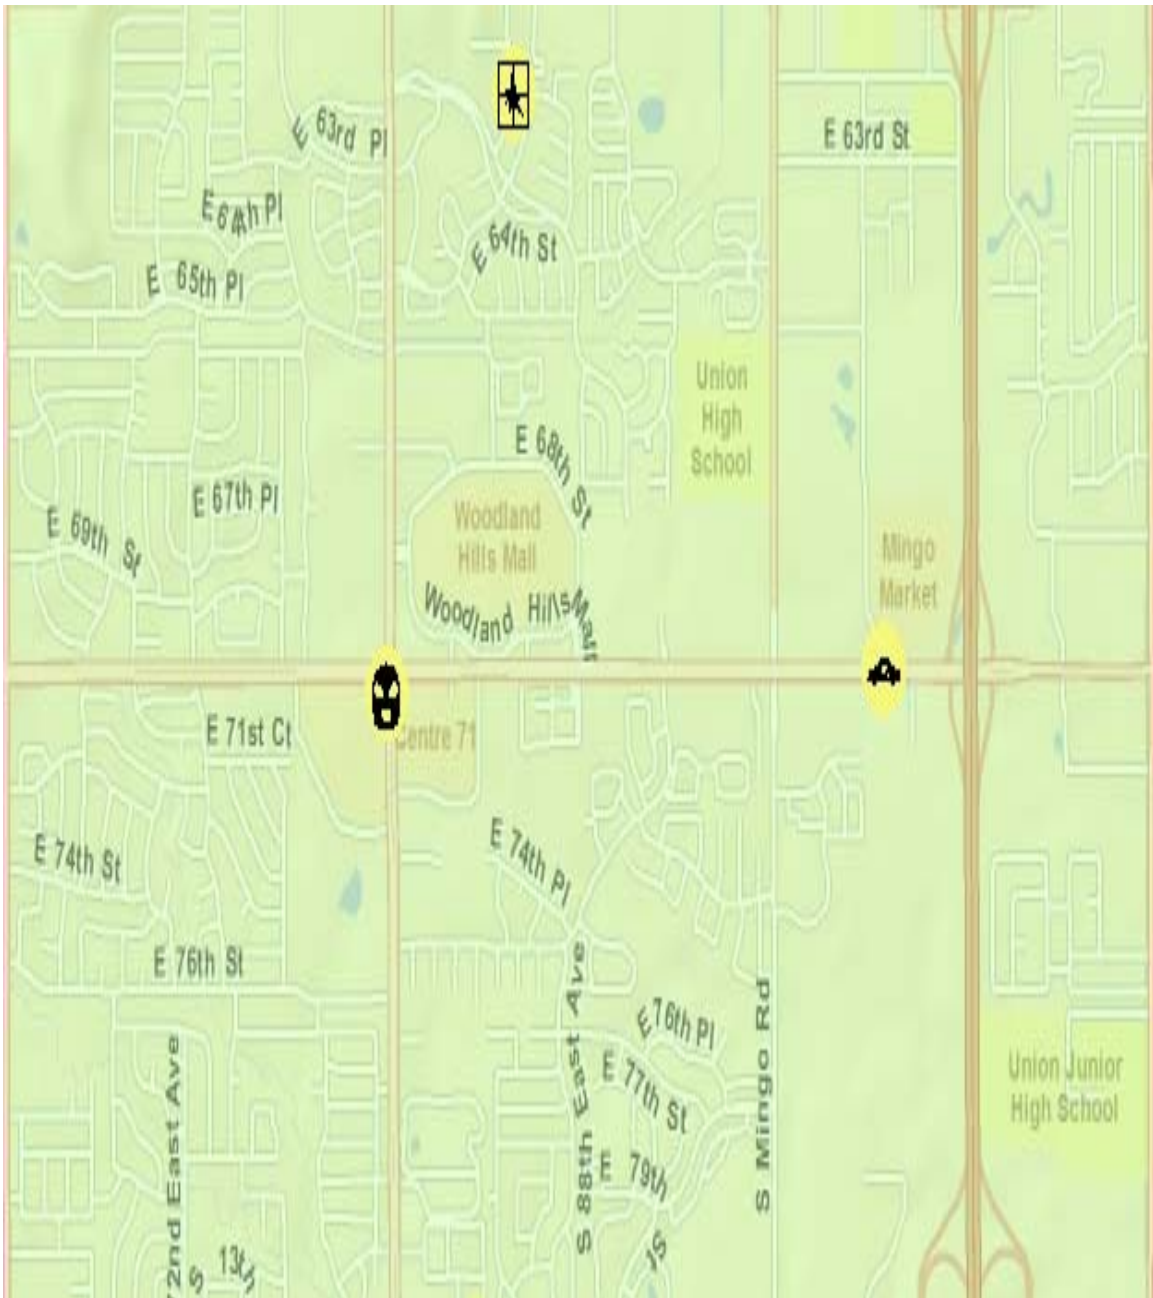 E 63rd Pl
E 63rd St
E 64th Pl
E 64th St
E 65th Pl
Union
High
School
E 68th St
E 67th Pl
E 69th St
Woodland
Hills Mall
Mingo
Market
Woodland Hills Mall
E 71st Ct
Centre 71
E 74th St
E 74th Pl
E 76th St
S 88th East Ave
S Mingo Rd
E 76th Pl
72nd East Ave
E 77th St
Union Junior
High School
E 79th
S
13th